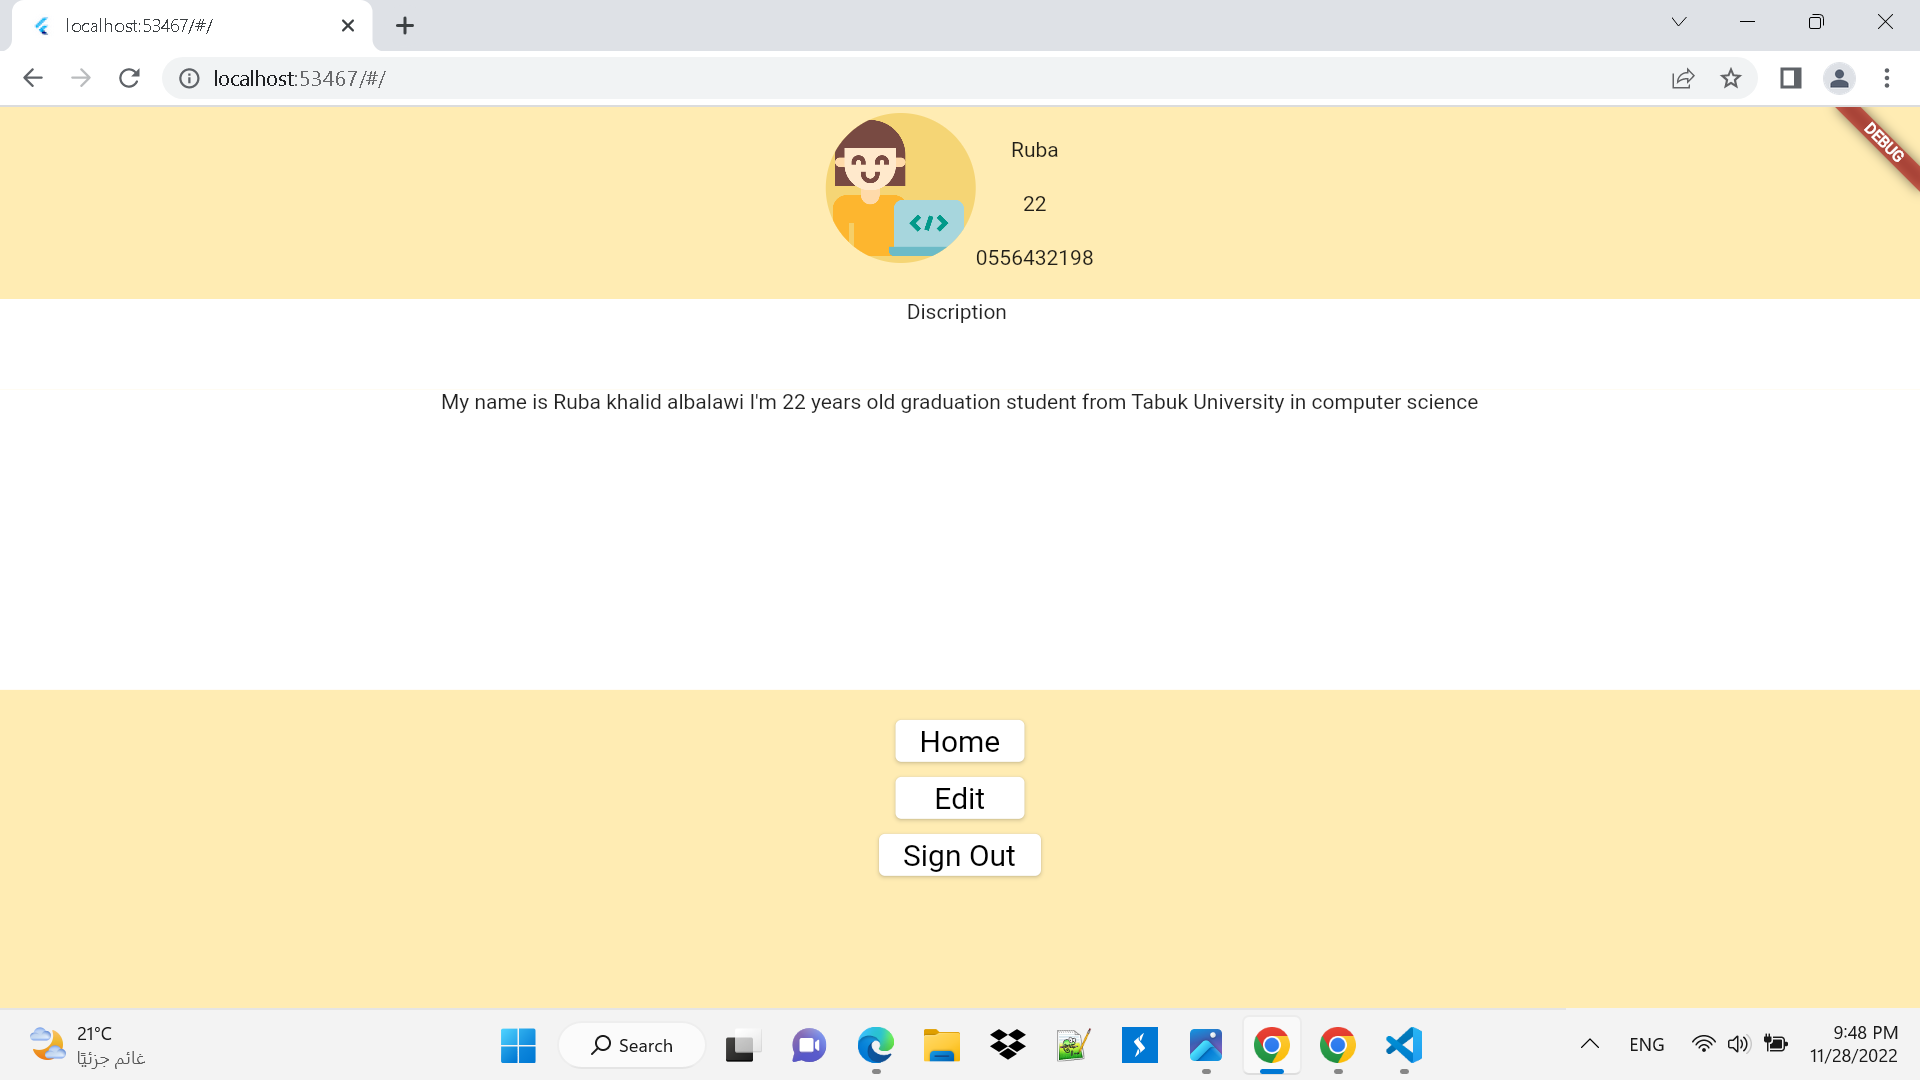 localhost:53467/#/
localhost:53467/#/
DEBUG
Ruba
22
0556432198
Discription
My name is Ruba khalid albalawi I'm 22 years old graduation student from Tabuk University in computer science
Home
Edit
Sign Out
21°C
غائم جزئيًا
Search
ENG
9:48 PM
11/28/2022